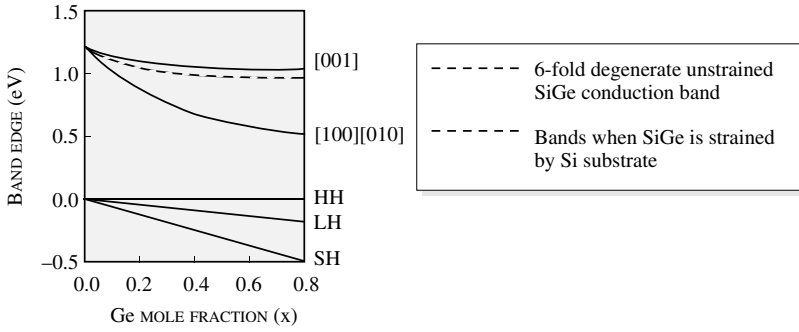 1.5
1.0
0.5
0.0
–0.5
BAND EDGE (eV)
0.0 0.2 0.4 0.6 0.8
Ge MOLE FRACTION (x)
[001]
[100][010]
HH
LH
SH
6-fold degenerate unstrained
SiGe conduction band
Bands when SiGe is strained
by Si substrate